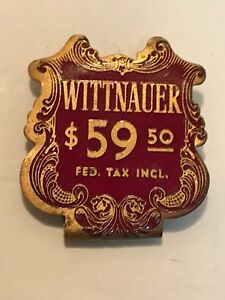 WITTNAUER
$ 59 50
FED. TAX INCL.